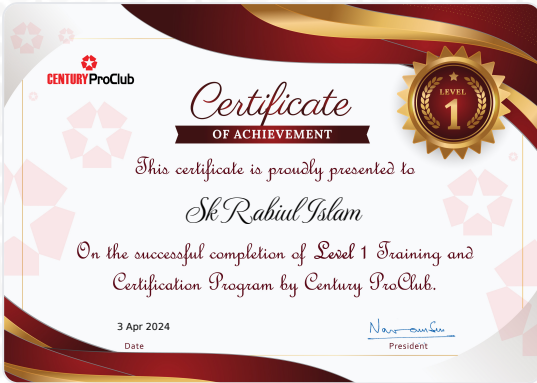 CENTURY ProClub
LEVEL
1
Certificate
OF ACHIEVEMENT
This certificate is proudly presented to
Sk Rabiul Islam
On the successful completion of Level 1 Training and
Certification Program by Century ProClub.
3 Apr 2024
Date
President